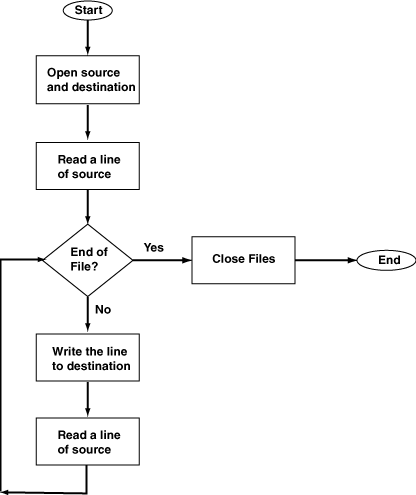 Start
Open source
and destination
Read a line
of source
End of
File?
Yes
Close Files
End
No
Write the line
to destination
Read a line
of source